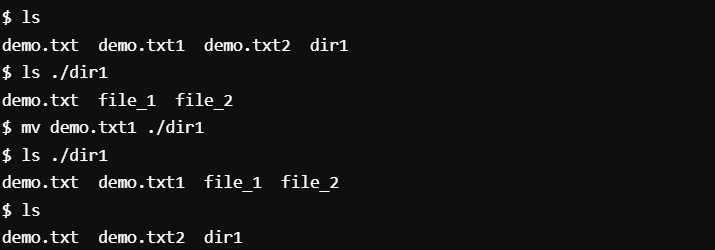 $ ls
demo.txt  demo.txt1  demo.txt2  dir1
$ ls ./dir1
demo.txt  file_1  file_2
$ mv demo.txt1 ./dir1
$ ls ./dir1
demo.txt  demo.txt1  file_1  file_2
$ ls
demo.txt  demo.txt2  dir1